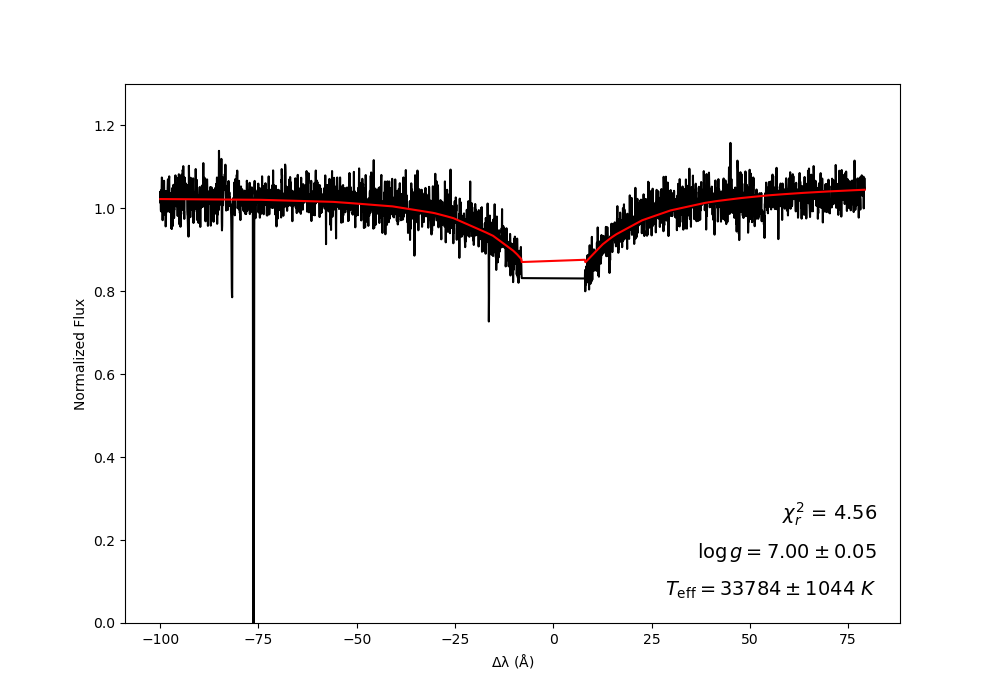 1.2
1.0
0.8
0.6
0.4
0.2
0.0
Normalized Flux
χ²ᵣ = 4.56
log g = 7.00 ± 0.05
T_eff = 33784 ± 1044 K
−100 −75 −50 −25 0 25 50 75
Δλ (Å)